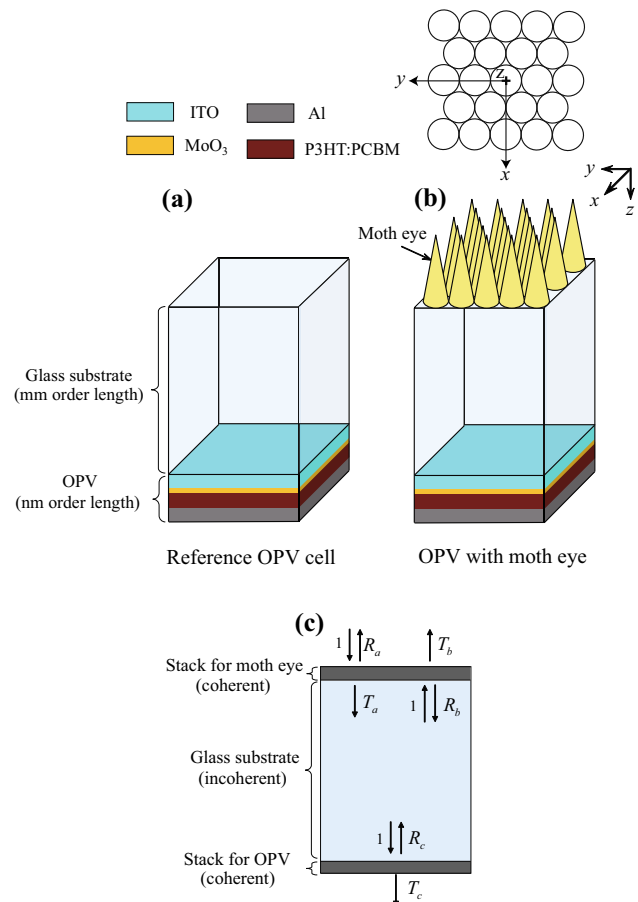 z
y
x
ITO
Al
MoO3
P3HT:PCBM
y
x
z
(a)
(b)
Moth eye
Glass substrate
(mm order length)
OPV
(nm order length)
Reference OPV cell
OPV with moth eye
(c)
1 Ra Tb
Stack for moth eye
(coherent)
Ta 1 Rb
Glass substrate
(incoherent)
1 Rc
Stack for OPV
(coherent)
Tc